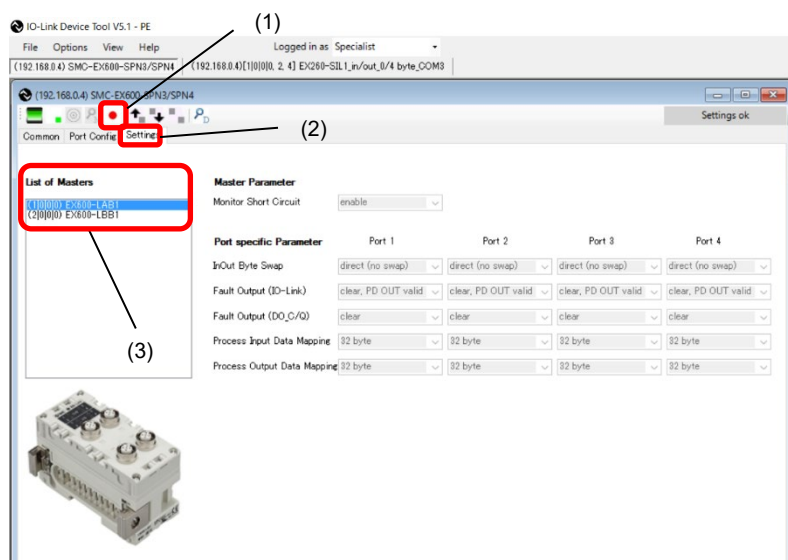 IO-Link Device Tool V5.1 - PE
(1)
File Options View Help Logged in as Specialist
(192.168.0.4) SMC-EX600-SPN3/SPN4 (192.168.0.4)[1|0|0|0, 2, 4] EX260-SIL1_in/out_0/4 byte_COM3
(192.168.0.4) SMC-EX600-SPN3/SPN4
Settings ok
Common Port Config Settings
(2)
List of Masters
(1|0|0|0) EX600-LAB1
(2|0|0|0) EX600-LBB1
(3)
Master Parameter
Monitor Short Circuit enable
Port specific Parameter Port 1 Port 2 Port 3 Port 4
InOut Byte Swap direct (no swap) direct (no swap) direct (no swap) direct (no swap)
Fault Output (IO-Link) clear, PD OUT valid clear, PD OUT valid clear, PD OUT valid clear, PD OUT valid
Fault Output (DO_C/Q) clear clear clear clear
Process Input Data Mapping 32 byte 32 byte 32 byte 32 byte
Process Output Data Mapping 32 byte 32 byte 32 byte 32 byte